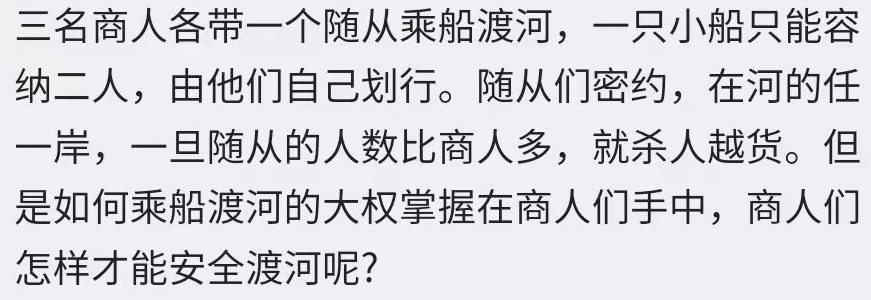 三名商人各带一个随从乘船渡河，一只小船只能容
纳二人，由他们自己划行。随从们密约，在河的任
一岸，一旦随从的人数比商人多，就杀人越货。但
是如何乘船渡河的大权掌握在商人们手中，商人们
怎样才能安全渡河呢?